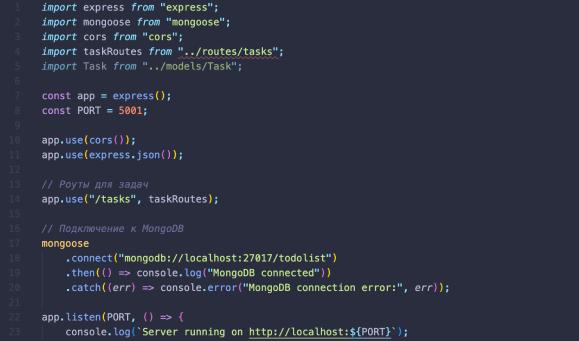 1 import express from "express";
2 import mongoose from "mongoose";
3 import cors from "cors";
4 import taskRoutes from "../routes/tasks";
5 import Task from "../models/Task";
6
7 const app = express();
8 const PORT = 5001;
9
10 app.use(cors());
11 app.use(express.json());
12
13 // Роуты для задач
14 app.use("/tasks", taskRoutes);
15
16 // Подключение к MongoDB
17 mongoose
18 .connect("mongodb://localhost:27017/todolist")
19 .then(() => console.log("MongoDB connected"))
20 .catch((err) => console.error("MongoDB connection error:", err));
21
22 app.listen(PORT, () => {
23 console.log(`Server running on http://localhost:${PORT}`);